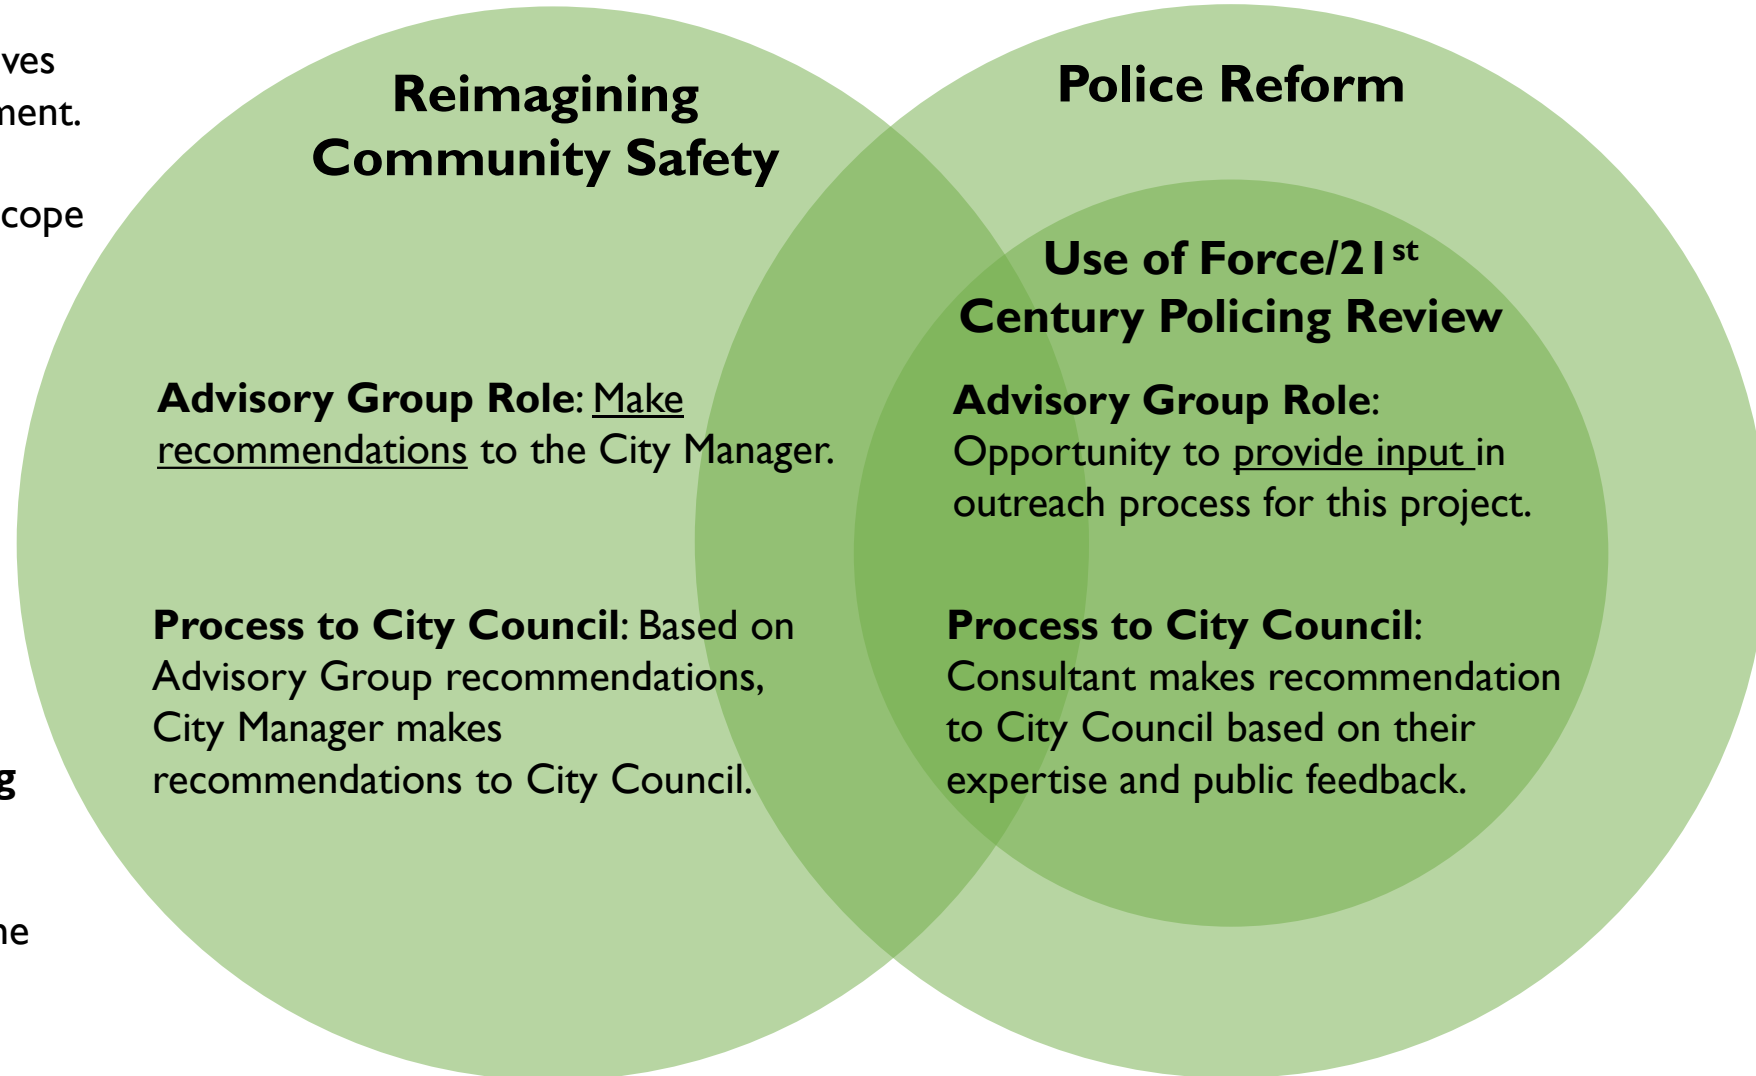 ves
ment.
cope
g
ne
Reimagining
Community Safety
Advisory Group Role: Make
recommendations to the City Manager.
Process to City Council: Based on
Advisory Group recommendations,
City Manager makes
recommendations to City Council.
Police Reform
Use of Force/21st
Century Policing Review
Advisory Group Role:
Opportunity to provide input in
outreach process for this project.
Process to City Council:
Consultant makes recommendation
to City Council based on their
expertise and public feedback.